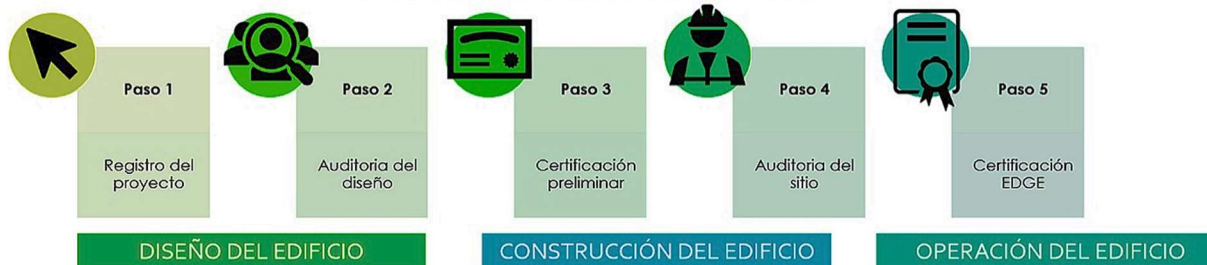 Paso 1
Registro del
proyecto
Paso 2
Auditoria del
diseño
Paso 3
Certificación
preliminar
Paso 4
Auditoria del
sitio
Paso 5
Certificación
EDGE
DISEÑO DEL EDIFICIO
CONSTRUCCIÓN DEL EDIFICIO
OPERACIÓN DEL EDIFICIO